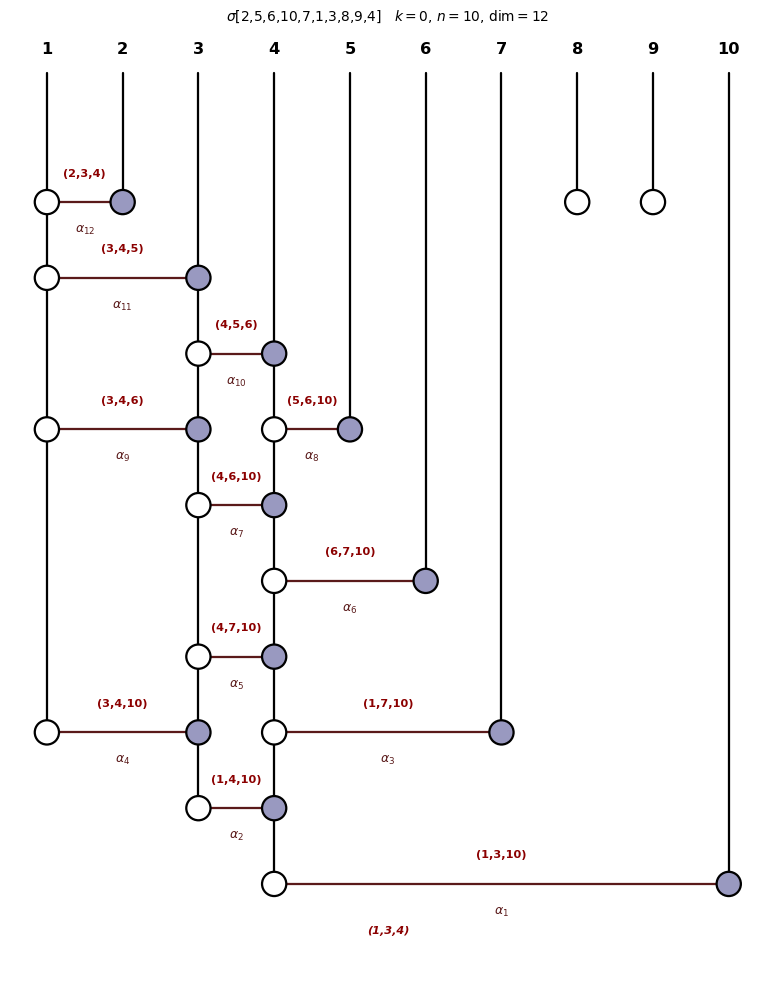 σ[2,5,6,10,7,1,3,8,9,4] k=0, n=10, dim=12
1 2 3 4 5 6 7 8 9 10
(2,3,4)
α₁₂
(3,4,5)
α₁₁
(4,5,6)
α₁₀
(3,4,6) (5,6,10)
α₉ α₈
(4,6,10)
α₇
(6,7,10)
α₆
(4,7,10)
α₅
(3,4,10) (1,7,10)
α₄ α₃
(1,4,10)
α₂
(1,3,10)
α₁
(1,3,4)